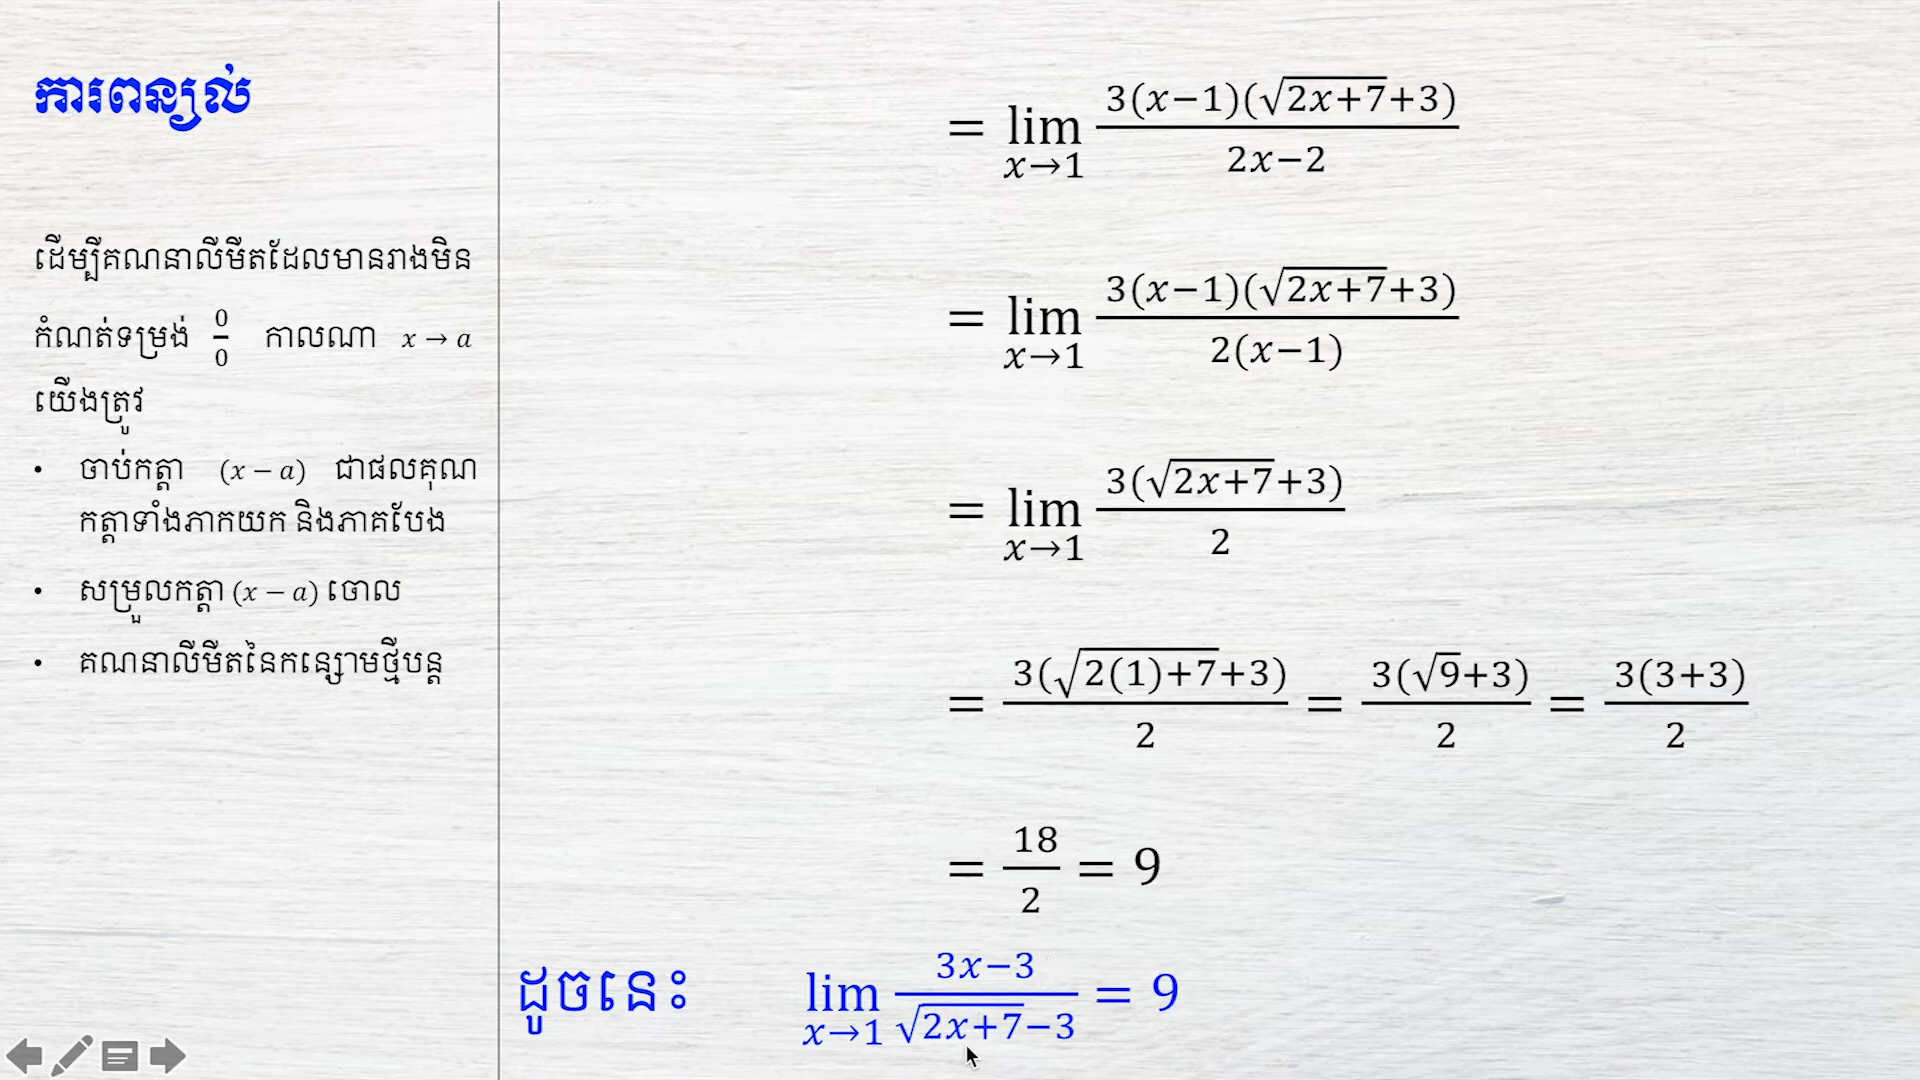 ការពន្យល់
ដើម្បីគណនាលីមីតដែលមានរាងមិន
កំណត់ទម្រង់ 0/0 កាលណា x → a
យើងត្រូវ
• ចាប់កត្តា (x − a) ជាផលគុណ
កត្តាទាំងភាកយក និងភាគបែង
• សម្រួលកត្តា (x − a) ចោល
• គណនាលីមីតនៃកន្សោមថ្មីបន្ត
= lim x→1 3(x−1)(√(2x+7)+3) / 2x−2
= lim x→1 3(x−1)(√(2x+7)+3) / 2(x−1)
= lim x→1 3(√(2x+7)+3) / 2
= 3(√(2(1)+7)+3) / 2 = 3(√9+3) / 2 = 3(3+3) / 2
= 18/2 = 9
ដូចនេះ lim x→1 3x−3 / √(2x+7)−3 = 9